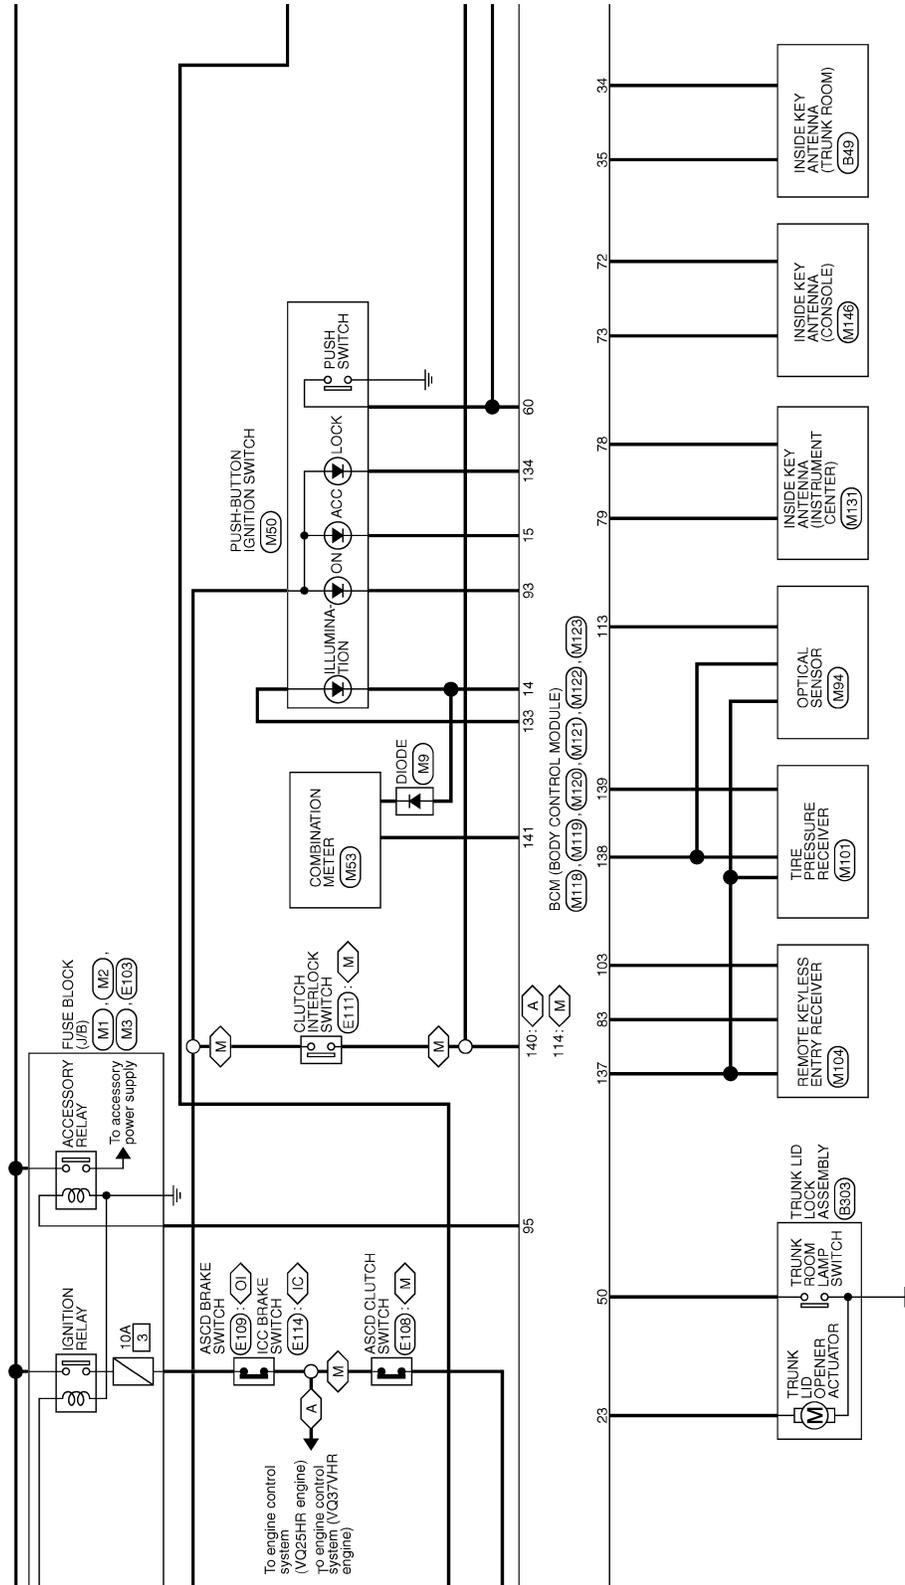 FUSE BLOCK
(J/B)
M1 , M2 ,
M3 , E103
IGNITION
RELAY
10A
3
ACCESSORY
RELAY
To accessory
power supply
ASCD BRAKE
SWITCH
E109 : OI
ICC BRAKE
SWITCH
E114 : IC
ASCD CLUTCH
SWITCH
E108 : M
A
M
To engine control
system
(VQ25HR engine)
To engine control
system (VQ37VHR
engine)
M
CLUTCH
INTERLOCK
SWITCH
E111 : M
M
COMBINATION
METER
M53
DIODE
M9
PUSH-BUTTON
IGNITION SWITCH
M50
ILLUMINA-
TION
ON
ACC
LOCK
PUSH
SWITCH
95
140: A
114: M
141
133
14
93
15
134
60
BCM (BODY CONTROL MODULE)
M118 , M119 , M120 , M121 , M122 , M123
23
50
137
83
103
138
139
113
79
78
73
72
35
34
TRUNK
LID
OPENER
ACTUATOR
M
TRUNK
ROOM
LAMP
SWITCH
TRUNK LID
LOCK
ASSEMBLY
B303
REMOTE KEYLESS
ENTRY RECEIVER
M104
TIRE
PRESSURE
RECEIVER
M101
OPTICAL
SENSOR
M94
INSIDE KEY
ANTENNA
(INSTRUMENT
CENTER)
M131
INSIDE KEY
ANTENNA
(CONSOLE)
M146
INSIDE KEY
ANTENNA
(TRUNK ROOM)
B49